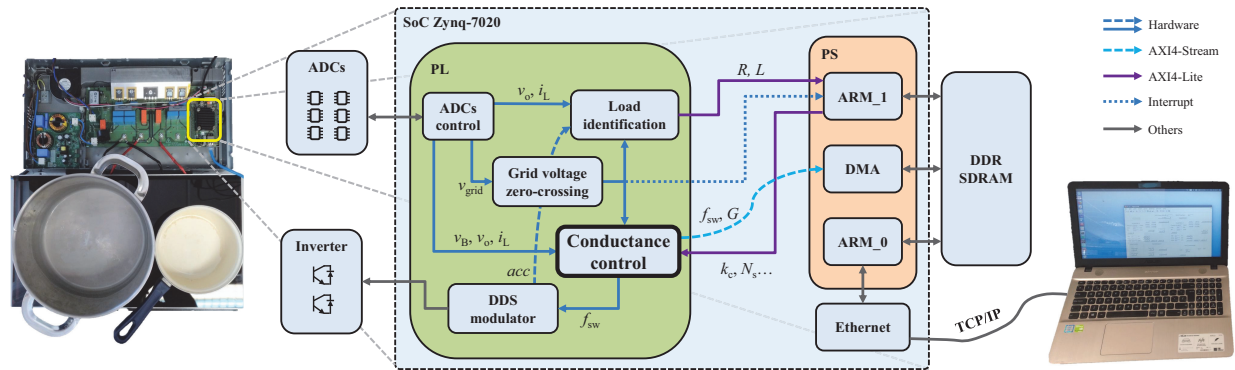 SoC Zynq-7020
PL
PS
ADCs
ADCs
control
v_o, i_L
Load
identification
R, L
ARM_1
v_grid
Grid voltage
zero-crossing
DMA
DDR
SDRAM
f_sw, G
Inverter
v_B, v_o, i_L
Conductance
control
ARM_0
k_c, N_s...
acc
DDS
modulator
f_sw
Ethernet
TCP/IP
Hardware
AXI4-Stream
AXI4-Lite
Interrupt
Others